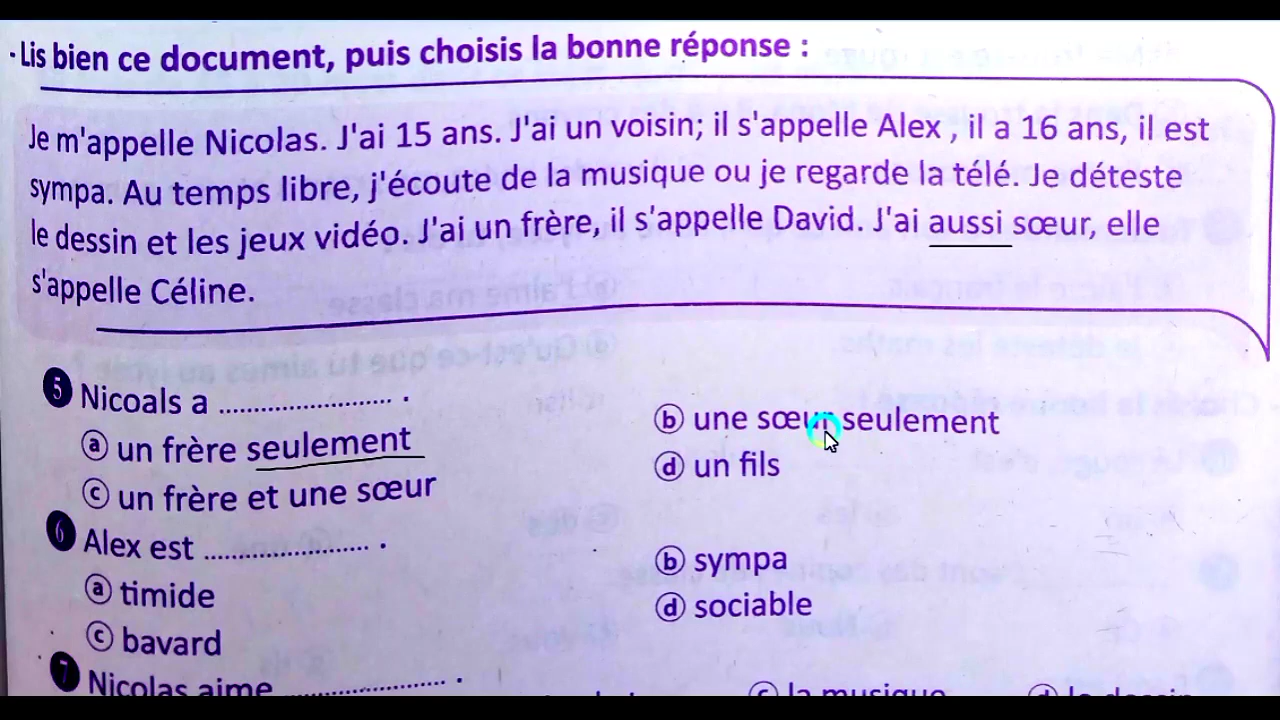 - Lis bien ce document, puis choisis la bonne réponse :
Je m'appelle Nicolas. J'ai 15 ans. J'ai un voisin; il s'appelle Alex , il a 16 ans, il est
sympa. Au temps libre, j'écoute de la musique ou je regarde la télé. Je déteste
le dessin et les jeux vidéo. J'ai un frère, il s'appelle David. J'ai aussi sœur, elle
s'appelle Céline.
5 Nicoals a ........................... .
a un frère seulement
b une sœur seulement
c un frère et une sœur
d un fils
6 Alex est ......................... .
a timide
b sympa
c bavard
d sociable
7 Nicolas aime ......................... .
c la musique
d le dessin